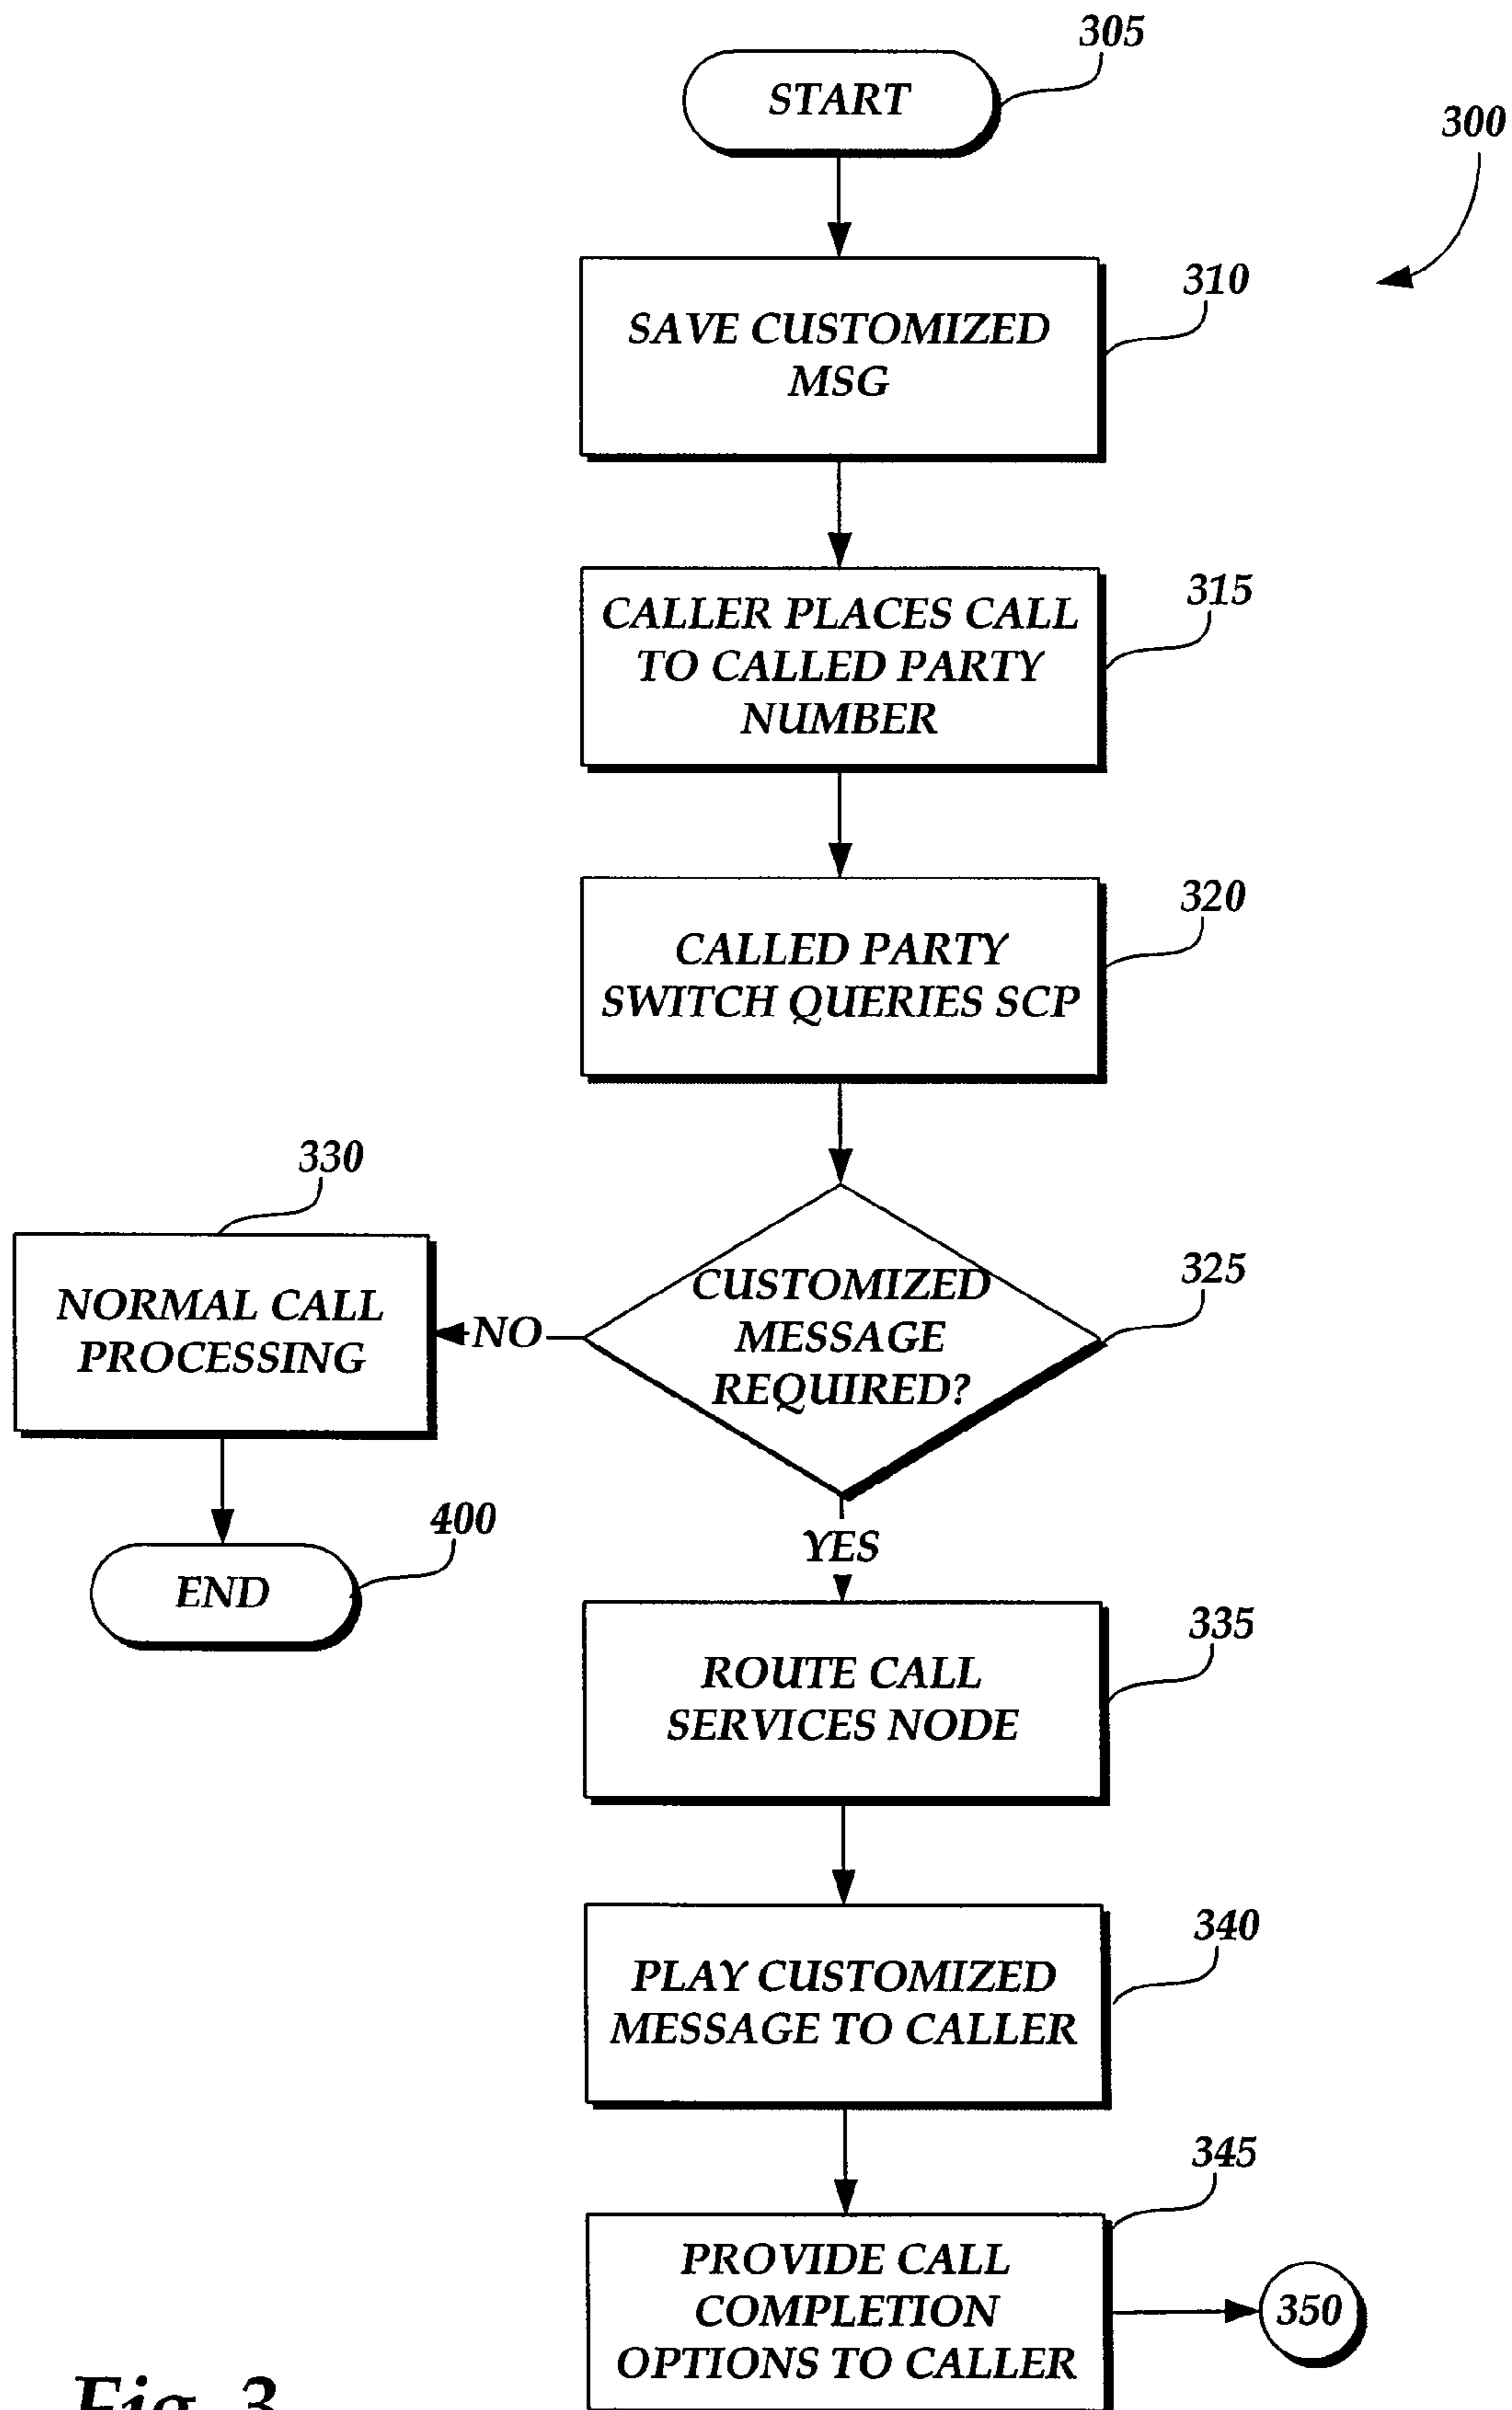 305
START
300
310
SAVE CUSTOMIZED
MSG
315
CALLER PLACES CALL
TO CALLED PARTY
NUMBER
320
CALLED PARTY
SWITCH QUERIES SCP
330
NORMAL CALL
PROCESSING
NO
325
CUSTOMIZED
MESSAGE
REQUIRED?
400
END
YES
335
ROUTE CALL
SERVICES NODE
340
PLAY CUSTOMIZED
MESSAGE TO CALLER
345
PROVIDE CALL
COMPLETION
OPTIONS TO CALLER
350
Fig. 3